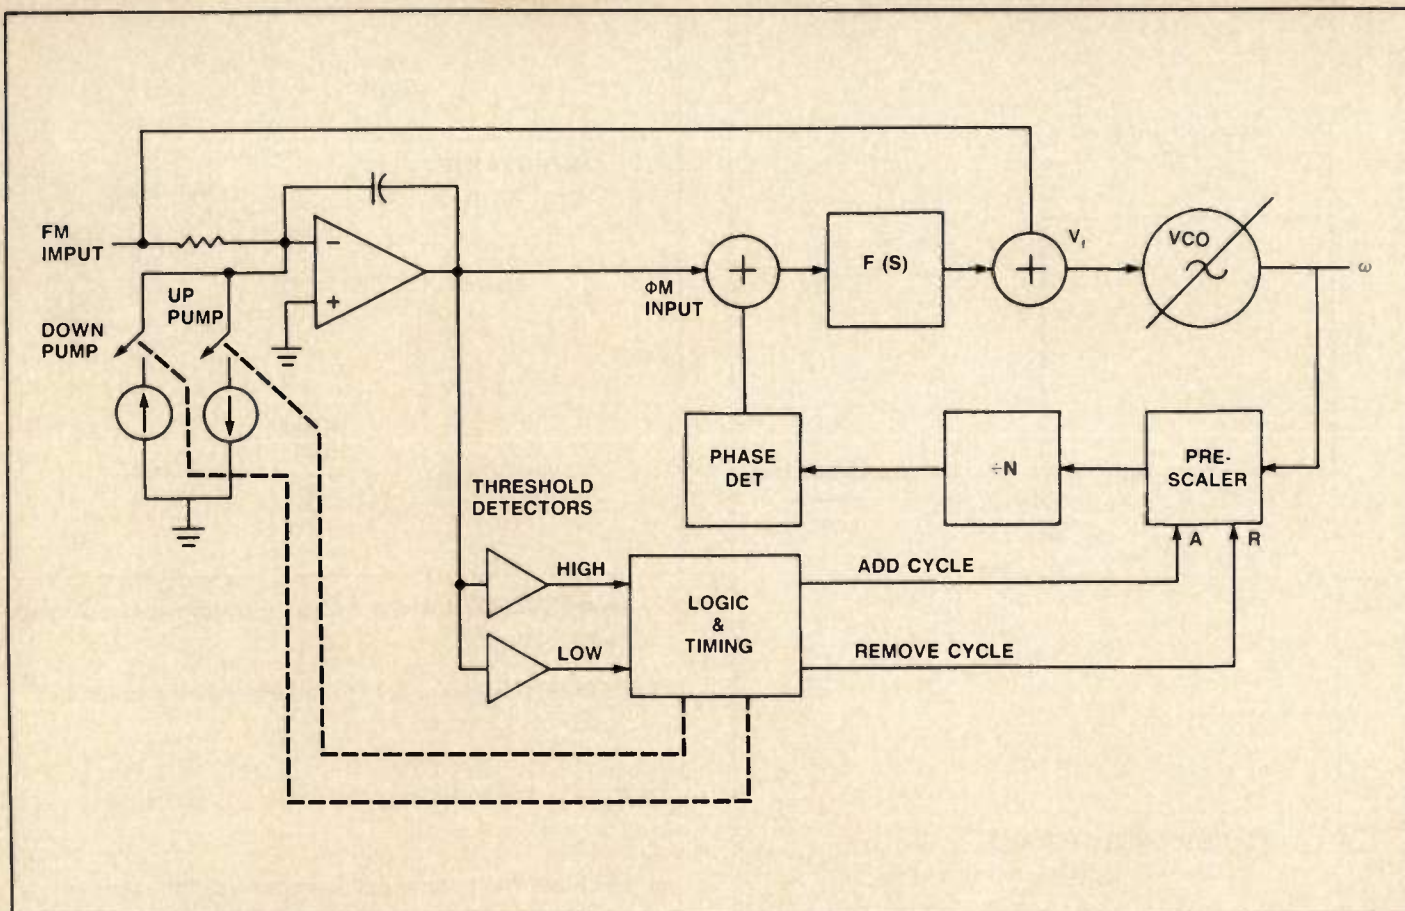 FM
IMPUT
UP
PUMP
DOWN
PUMP
−
+
ΦM
INPUT
+
F (S)
+
V₁
VCO
ω
PHASE
DET
÷N
PRE-
SCALER
A
R
THRESHOLD
DETECTORS
HIGH
LOW
LOGIC
&
TIMING
ADD CYCLE
REMOVE CYCLE